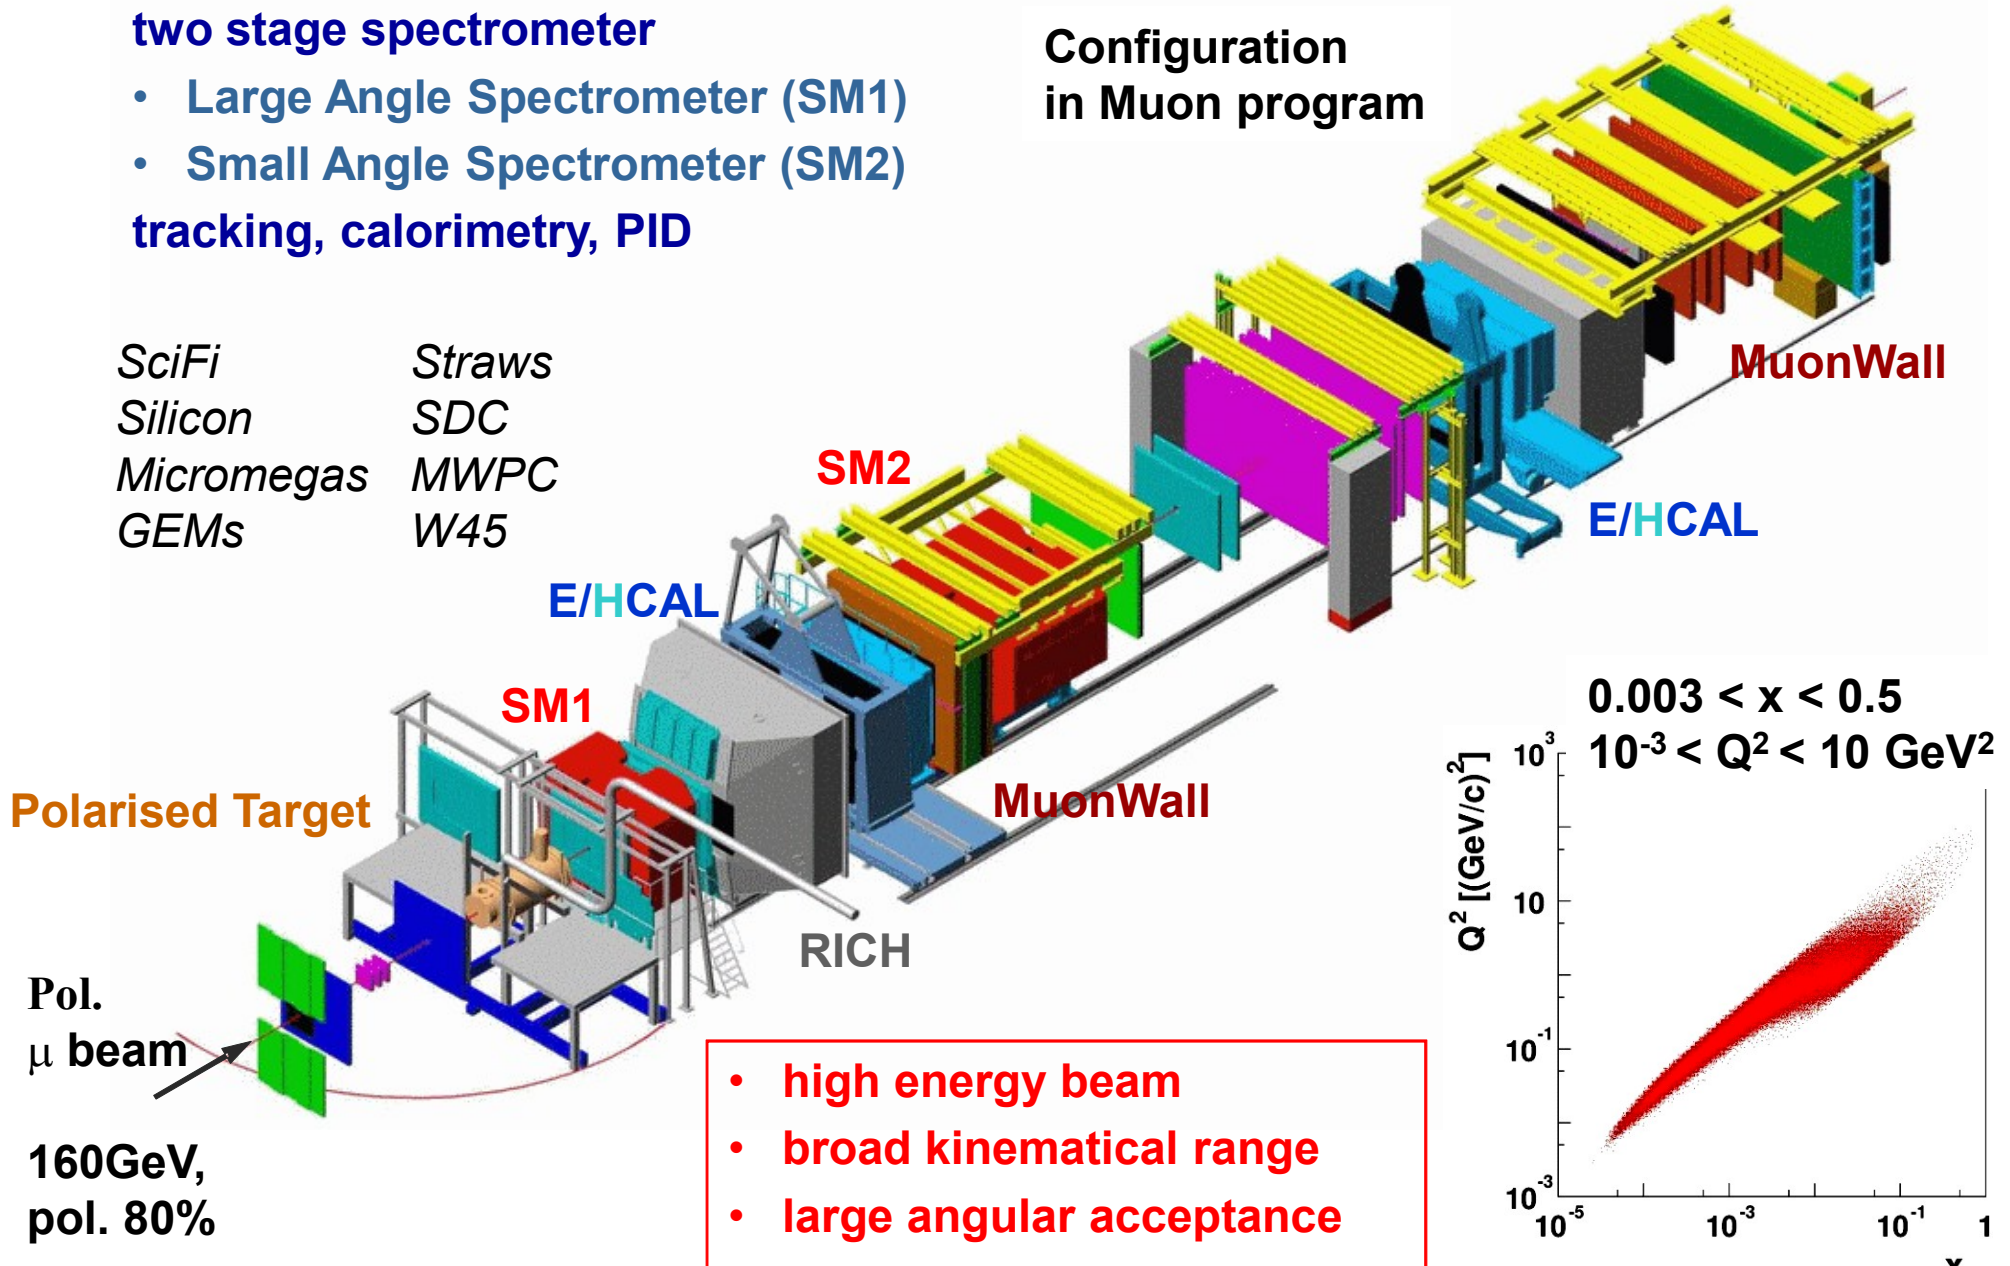 two stage spectrometer
• Large Angle Spectrometer (SM1)
• Small Angle Spectrometer (SM2)
tracking, calorimetry, PID
Configuration
in Muon program
SciFi Straws
Silicon SDC
Micromegas MWPC
GEMs W45
MuonWall
SM2
E/HCAL
E/HCAL
SM1
Polarised Target
MuonWall
RICH
Pol.
μ beam
160GeV,
pol. 80%
• high energy beam
• broad kinematical range
• large angular acceptance
0.003 < x < 0.5
10⁻³ < Q² < 10 GeV²
Q² [(GeV/c)²]
10³
10
10⁻¹
10⁻³
10⁻⁵ 10⁻³ 10⁻¹ 1
x